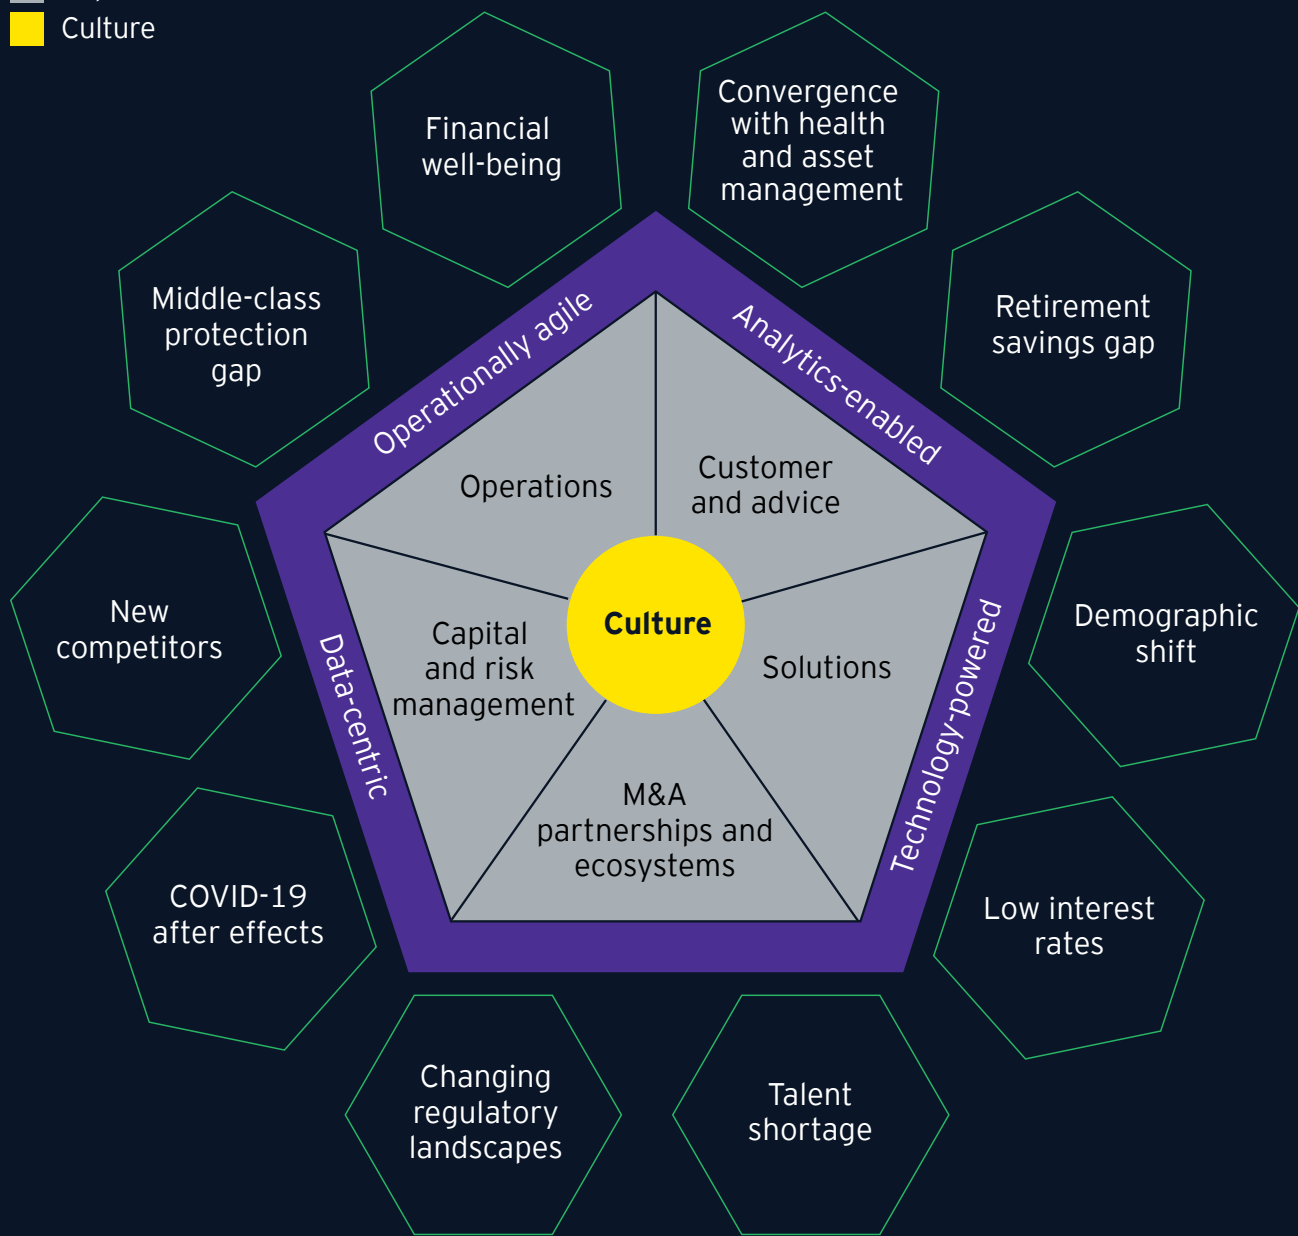 Culture
Financial
well-being
Convergence
with health
and asset
management
Middle-class
protection
gap
Retirement
savings gap
Operationally agile
Analytics-enabled
Operations
Customer
and advice
New
competitors
Culture
Demographic
shift
Capital
and risk
management
Solutions
Data-centric
Technology-powered
M&A
partnerships and
ecosystems
COVID-19
after effects
Low interest
rates
Changing
regulatory
landscapes
Talent
shortage